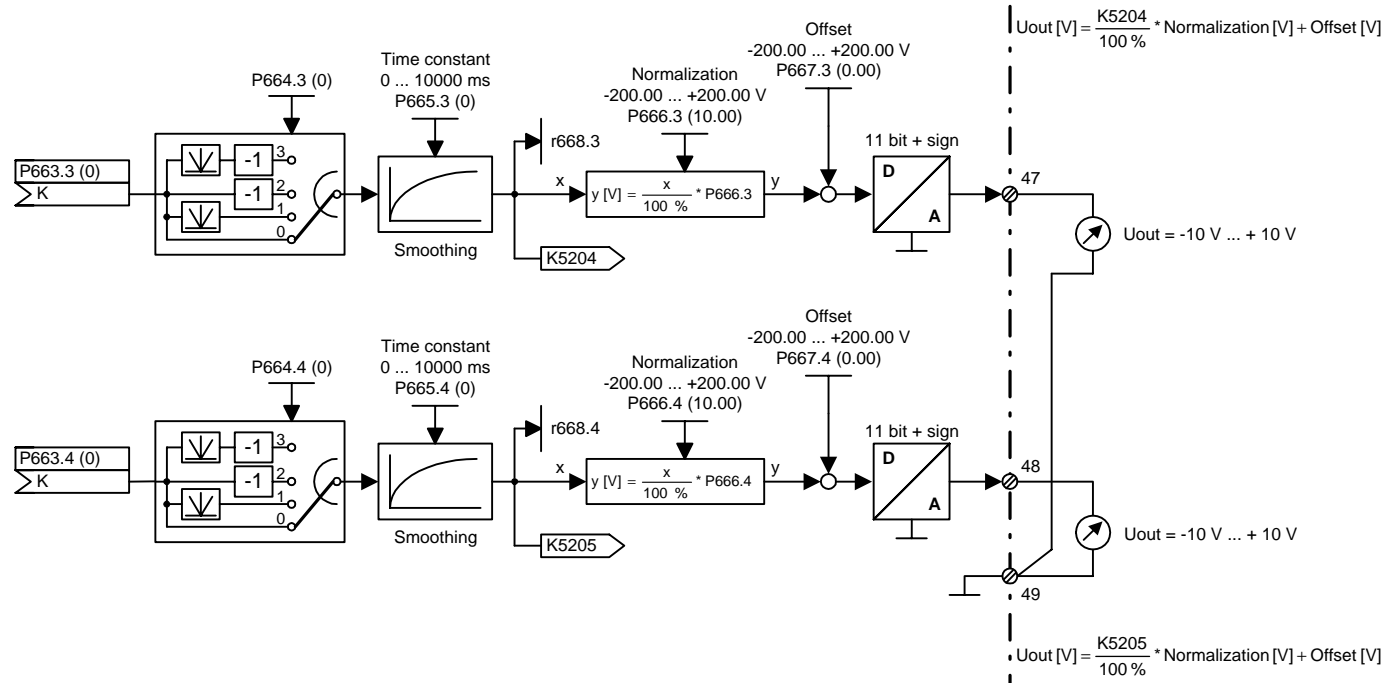 Uout [V] = K5204 / 100 % * Normalization [V] + Offset [V]
Offset
-200.00 ... +200.00 V
P667.3 (0.00)
Time constant
0 ... 10000 ms
P665.3 (0)
Normalization
-200.00 ... +200.00 V
P666.3 (10.00)
P664.3 (0)
r668.3
11 bit + sign
P663.3 (0)
K
-1
3
-1
2
1
0
Smoothing
x
y [V] = x / 100 % * P666.3
y
D
A
47
Uout = -10 V ... + 10 V
K5204
Offset
-200.00 ... +200.00 V
P667.4 (0.00)
Time constant
0 ... 10000 ms
P665.4 (0)
Normalization
-200.00 ... +200.00 V
P666.4 (10.00)
P664.4 (0)
r668.4
11 bit + sign
P663.4 (0)
K
-1
3
-1
2
1
0
Smoothing
x
y [V] = x / 100 % * P666.4
y
D
A
48
Uout = -10 V ... + 10 V
K5205
49
Uout [V] = K5205 / 100 % * Normalization [V] + Offset [V]